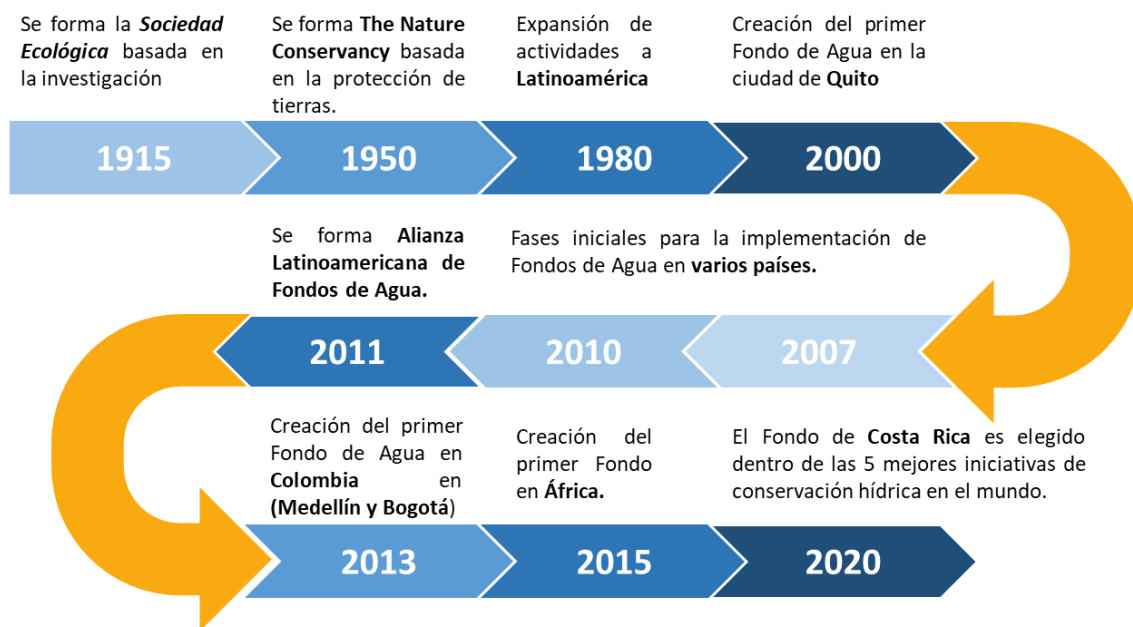 Se forma la Sociedad
Ecológica basada en
la investigación
Se forma The Nature
Conservancy basada
en la protección de
tierras.
Expansión de
actividades a
Latinoamérica
Creación del primer
Fondo de Agua en la
ciudad de Quito
1915
1950
1980
2000
Se forma Alianza
Latinoamericana de
Fondos de Agua.
Fases iniciales para la implementación de
Fondos de Agua en varios países.
2011
2010
2007
Creación del primer
Fondo de Agua en
Colombia en
(Medellín y Bogotá)
Creación del
primer Fondo
en África.
El Fondo de Costa Rica es elegido
dentro de las 5 mejores iniciativas de
conservación hídrica en el mundo.
2013
2015
2020